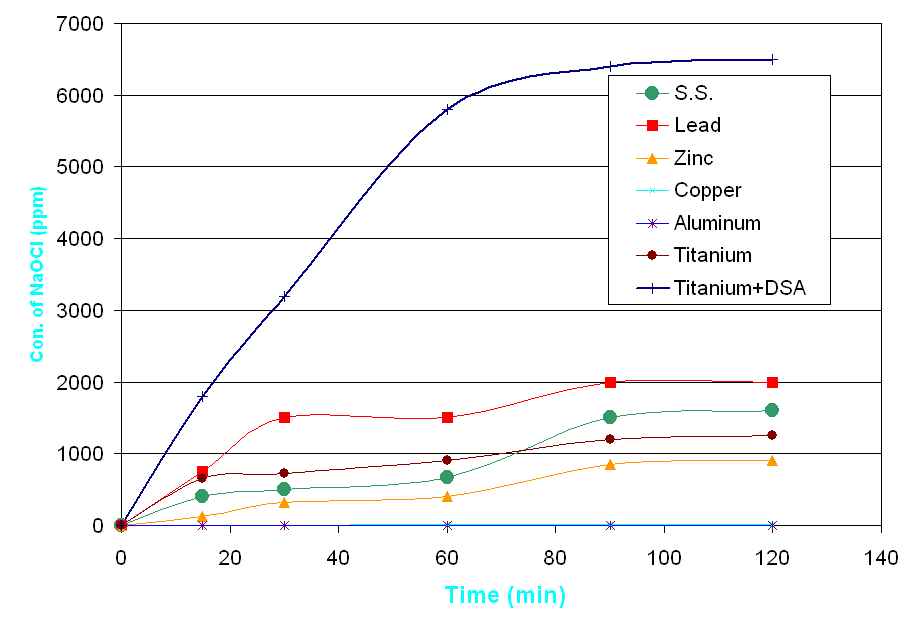 7000
6000
5000
4000
3000
2000
1000
0
Con. of NaOCl (ppm)
S.S.
Lead
Zinc
Copper
Aluminum
Titanium
Titanium+DSA
0 20 40 60 80 100 120 140
Time (min)